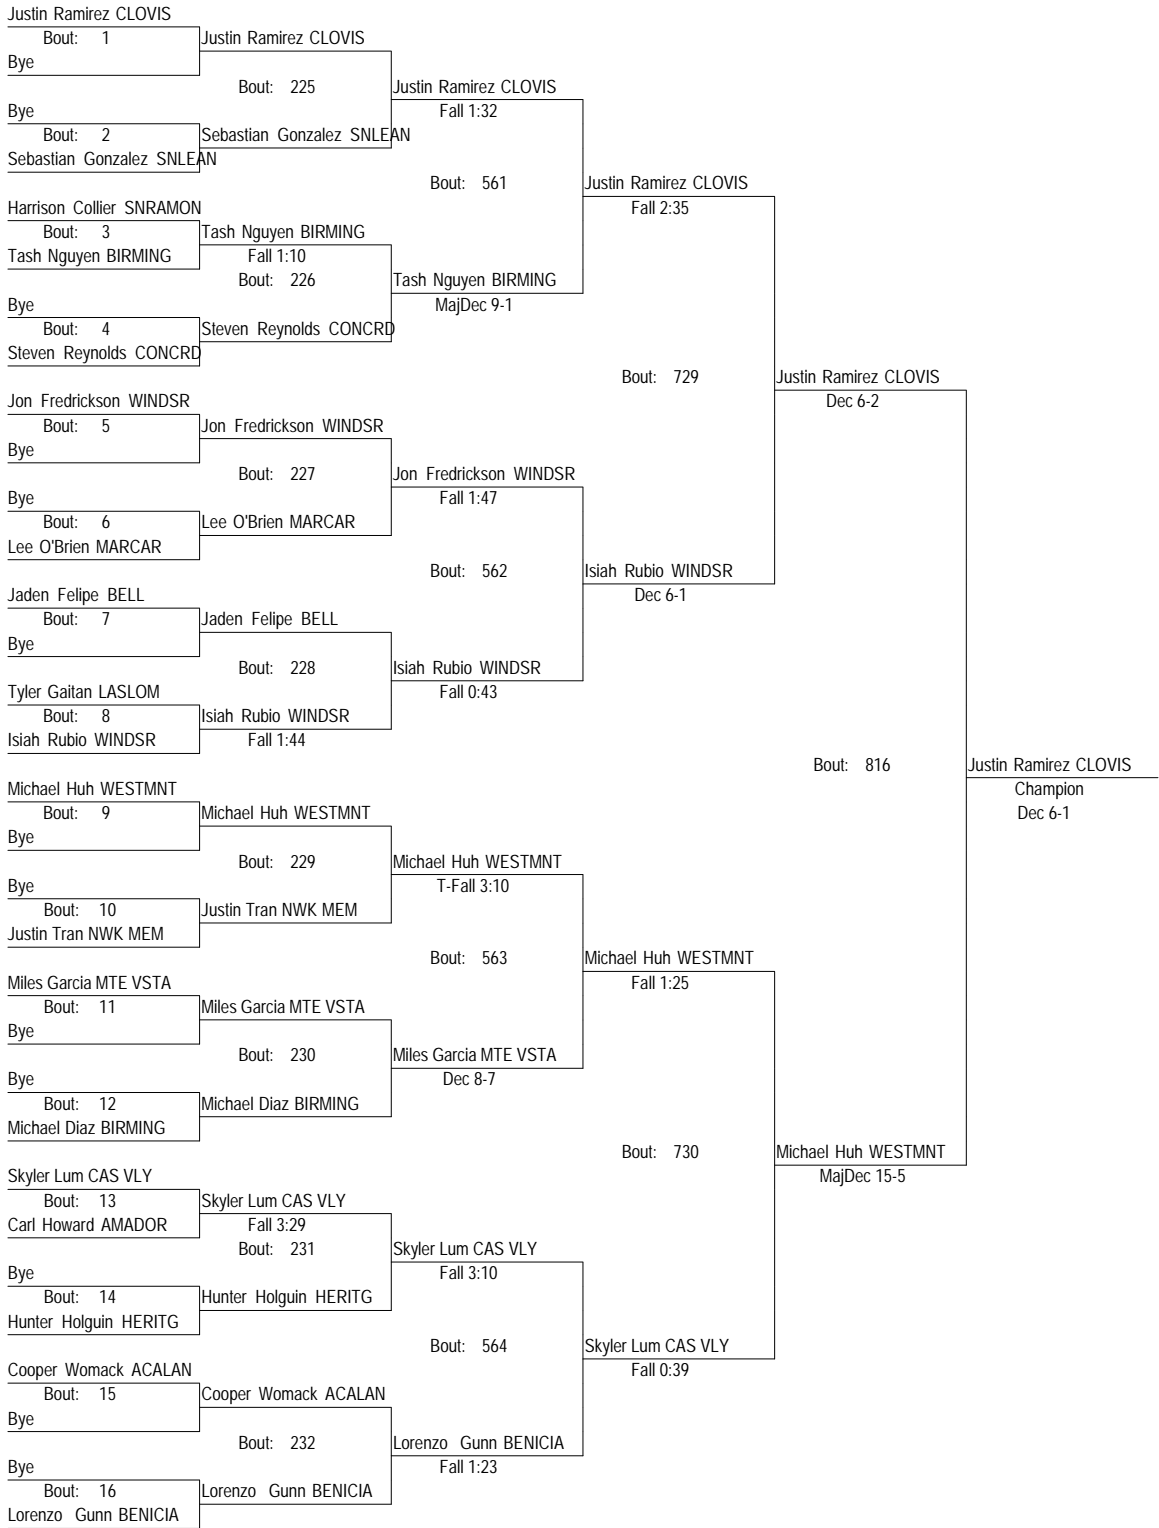 Justin Ramirez CLOVIS
Bout: 1
Justin Ramirez CLOVIS
Bye
Bout: 225
Justin Ramirez CLOVIS
Bye
Fall 1:32
Bout: 2
Sebastian Gonzalez SNLEAN
Sebastian Gonzalez SNLEAN
Bout: 561
Justin Ramirez CLOVIS
Harrison Collier SNRAMON
Fall 2:35
Bout: 3
Tash Nguyen BIRMING
Tash Nguyen BIRMING
Fall 1:10
Bout: 226
Tash Nguyen BIRMING
Bye
MajDec 9-1
Bout: 4
Steven Reynolds CONCRD
Steven Reynolds CONCRD
Bout: 729
Justin Ramirez CLOVIS
Jon Fredrickson WINDSR
Dec 6-2
Bout: 5
Jon Fredrickson WINDSR
Bye
Bout: 227
Jon Fredrickson WINDSR
Bye
Fall 1:47
Bout: 6
Lee O'Brien MARCAR
Lee O'Brien MARCAR
Bout: 562
Isiah Rubio WINDSR
Jaden Felipe BELL
Dec 6-1
Bout: 7
Jaden Felipe BELL
Bye
Bout: 228
Isiah Rubio WINDSR
Tyler Gaitan LASLOM
Fall 0:43
Bout: 8
Isiah Rubio WINDSR
Isiah Rubio WINDSR
Fall 1:44
Bout: 816
Justin Ramirez CLOVIS
Michael Huh WESTMNT
Champion
Bout: 9
Michael Huh WESTMNT
Dec 6-1
Bye
Bout: 229
Michael Huh WESTMNT
Bye
T-Fall 3:10
Bout: 10
Justin Tran NWK MEM
Justin Tran NWK MEM
Bout: 563
Michael Huh WESTMNT
Miles Garcia MTE VSTA
Fall 1:25
Bout: 11
Miles Garcia MTE VSTA
Bye
Bout: 230
Miles Garcia MTE VSTA
Bye
Dec 8-7
Bout: 12
Michael Diaz BIRMING
Michael Diaz BIRMING
Bout: 730
Michael Huh WESTMNT
Skyler Lum CAS VLY
MajDec 15-5
Bout: 13
Skyler Lum CAS VLY
Carl Howard AMADOR
Fall 3:29
Bout: 231
Skyler Lum CAS VLY
Bye
Fall 3:10
Bout: 14
Hunter Holguin HERITG
Hunter Holguin HERITG
Bout: 564
Skyler Lum CAS VLY
Cooper Womack ACALAN
Fall 0:39
Bout: 15
Cooper Womack ACALAN
Bye
Bout: 232
Lorenzo Gunn BENICIA
Bye
Fall 1:23
Bout: 16
Lorenzo Gunn BENICIA
Lorenzo Gunn BENICIA